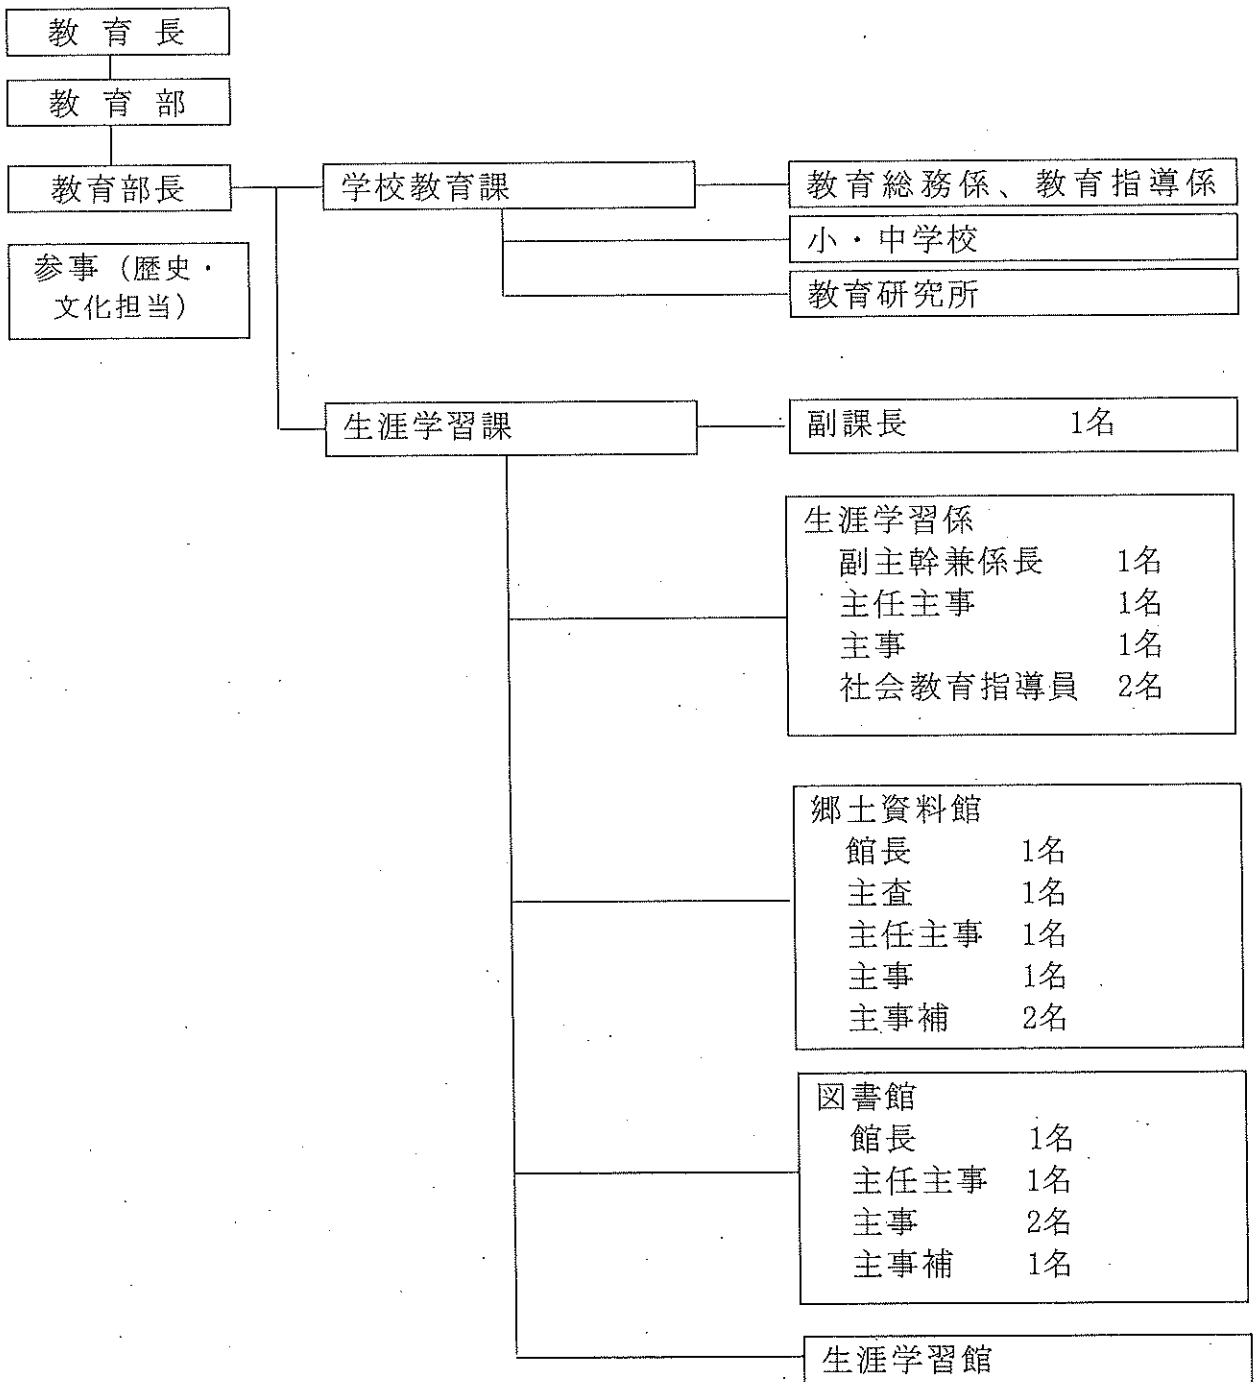 教育長
教育部
教育部長
参事（歴史・
文化担当）
学校教育課
教育総務係、教育指導係
小・中学校
教育研究所
生涯学習課
副課長 1名
生涯学習係
副主幹兼係長 1名
主任主事 1名
主事 1名
社会教育指導員 2名
郷土資料館
館長 1名
主査 1名
主任主事 1名
主事 1名
主事補 2名
図書館
館長 1名
主任主事 1名
主事 2名
主事補 1名
生涯学習館